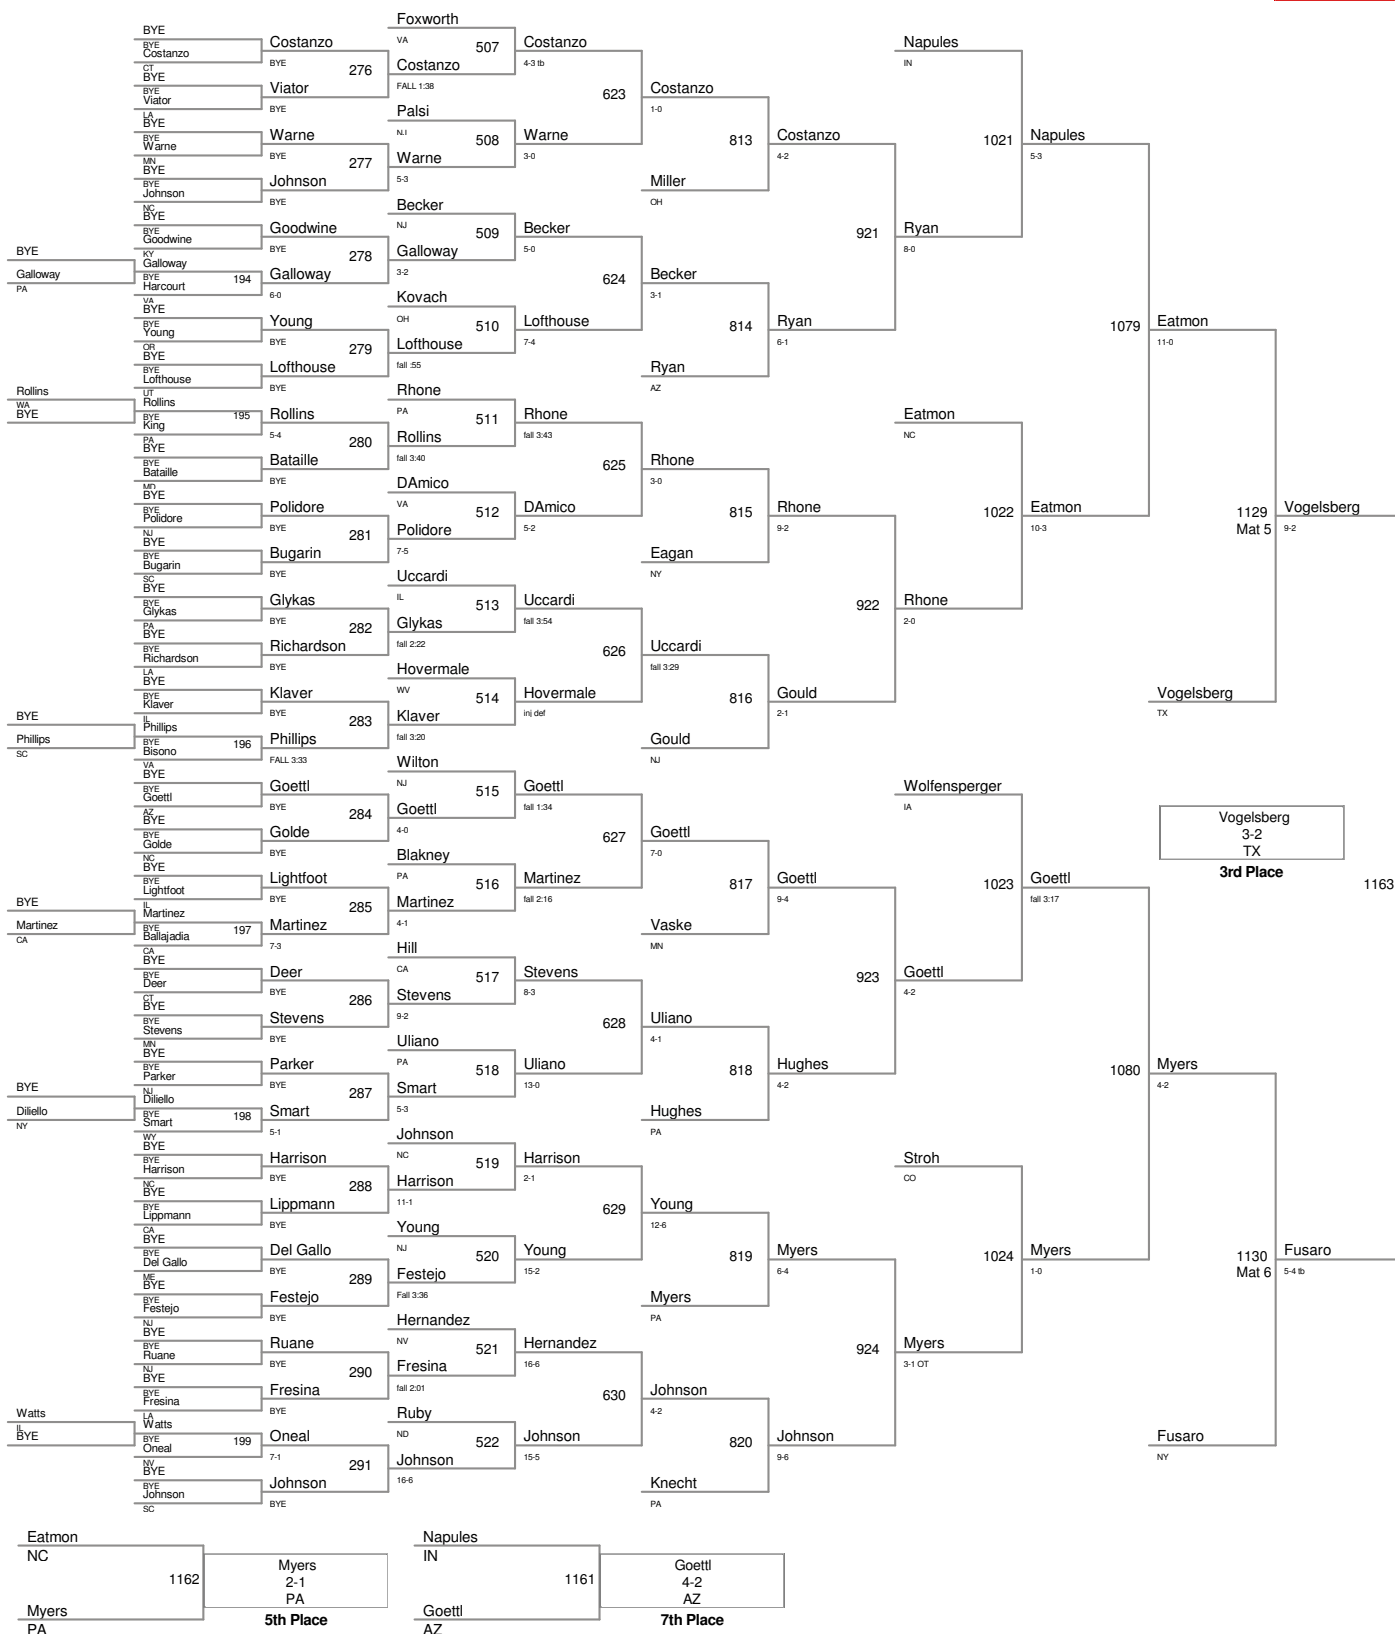 BYE
BYE
Costanzo
CT
BYE
BYE
Viator
LA
BYE
BYE
Warne
MN
BYE
BYE
Johnson
NC
BYE
BYE
Goodwine
KY
BYE
Galloway
PA
Galloway
BYE
Harcourt
194
VA
BYE
BYE
Young
OR
BYE
BYE
Lofthouse
UT
Rollins
WA
BYE
Rollins
BYE
King
195
PA
BYE
BYE
Bataille
MD
BYE
BYE
Polidore
NJ
BYE
BYE
Bugarin
SC
BYE
BYE
Glykas
PA
BYE
BYE
Richardson
LA
BYE
BYE
Klaver
IL
BYE
Phillips
SC
Phillips
BYE
Bisono
196
VA
BYE
BYE
Goettl
AZ
BYE
BYE
Golde
NC
BYE
BYE
Lightfoot
IL
BYE
Martinez
CA
Martinez
BYE
Ballajadia
197
CA
BYE
BYE
Deer
CT
BYE
BYE
Stevens
MN
BYE
BYE
Parker
NJ
BYE
Diliello
NY
Diliello
BYE
Smart
198
WY
BYE
BYE
Harrison
NC
BYE
BYE
Lippmann
CA
BYE
BYE
Del Gallo
ME
BYE
BYE
Festejo
NJ
BYE
BYE
Ruane
NJ
BYE
BYE
Fresina
LA
Watts
IL
BYE
Watts
BYE
Oneal
199
NV
BYE
BYE
Johnson
SC
Costanzo
BYE
276
Viator
BYE
Warne
BYE
277
Johnson
BYE
Goodwine
BYE
278
Galloway
6-0
Young
BYE
279
Lofthouse
BYE
Rollins
5-4
280
Bataille
BYE
Polidore
BYE
281
Bugarin
BYE
Glykas
BYE
282
Richardson
BYE
Klaver
BYE
283
Phillips
FALL 3:33
Goettl
BYE
284
Golde
BYE
Lightfoot
BYE
285
Martinez
7-3
Deer
BYE
286
Stevens
BYE
Parker
BYE
287
Smart
5-1
Harrison
BYE
288
Lippmann
BYE
Del Gallo
BYE
289
Festejo
BYE
Ruane
BYE
290
Fresina
BYE
Oneal
7-1
291
Johnson
BYE
Foxworth
VA
507
Costanzo
FALL 1:38
Palsi
N.I
508
Warne
5-3
Becker
NJ
509
Galloway
3-2
Kovach
OH
510
Lofthouse
fall :55
Rhone
PA
511
Rollins
fall 3:40
DAmico
VA
512
Polidore
7-5
Uccardi
IL
513
Glykas
fall 2:22
Hovermale
WV
514
Klaver
fall 3:20
Wilton
NJ
515
Goettl
4-0
Blakney
PA
516
Martinez
4-1
Hill
CA
517
Stevens
9-2
Uliano
PA
518
Smart
5-3
Johnson
NC
519
Harrison
11-1
Young
NJ
520
Festejo
Fall 3:36
Hernandez
NV
521
Fresina
fall 2:01
Ruby
ND
522
Johnson
16-6
Costanzo
4-3 tb
623
Warne
3-0
Becker
5-0
624
Lofthouse
7-4
Rhone
fall 3:43
625
DAmico
5-2
Uccardi
fall 3:54
626
Hovermale
inj def
Goettl
fall 1:34
627
Martinez
fall 2:16
Stevens
8-3
628
Uliano
13-0
Harrison
2-1
629
Young
15-2
Hernandez
16-6
630
Johnson
15-5
Costanzo
1-0
813
Miller
OH
Becker
3-1
814
Ryan
AZ
Rhone
3-0
815
Eagan
NY
Uccardi
fall 3:29
816
Gould
NJ
Goettl
7-0
817
Vaske
MN
Uliano
4-1
818
Hughes
PA
Young
12-6
819
Myers
PA
Johnson
4-2
820
Knecht
PA
Costanzo
4-2
921
Ryan
6-1
Rhone
9-2
922
Gould
2-1
Goettl
9-4
923
Hughes
4-2
Myers
6-4
924
Johnson
9-6
Napules
IN
1021
Ryan
8-0
Eatmon
NC
1022
Rhone
2-0
Wolfensperger
IA
1023
Goettl
4-2
Stroh
CO
1024
Myers
3-1 OT
Napules
5-3
1079
Eatmon
10-3
Goettl
fall 3:17
1080
Myers
1-0
Eatmon
11-0
1129
Mat 5
Vogelsberg
TX
Myers
4-2
1130
Mat 6
Fusaro
NY
Vogelsberg
9-2
Fusaro
5-4 tb
1163
Vogelsberg
3-2
TX
3rd Place
Eatmon
NC
1162
Myers
PA
Myers
2-1
PA
5th Place
Napules
IN
1161
Goettl
AZ
Goettl
4-2
AZ
7th Place